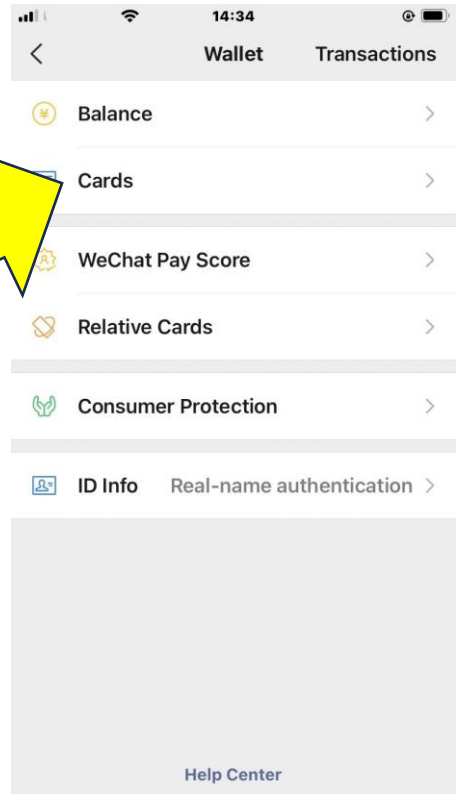 14:34
Wallet Transactions
¥ Balance
Cards
WeChat Pay Score
Relative Cards
Consumer Protection
ID Info Real-name authentication
Help Center